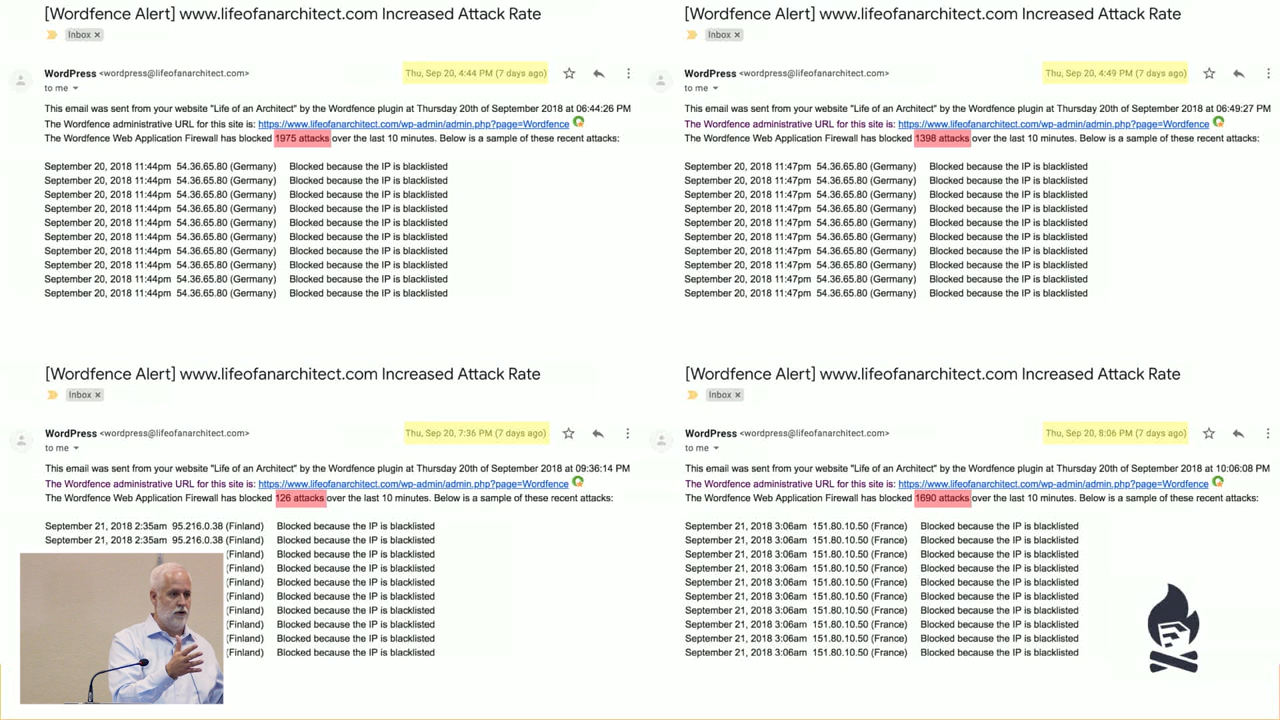 [Wordfence Alert] www.lifeofanarchitect.com Increased Attack Rate
Inbox ×
WordPress <wordpress@lifeofanarchitect.com>
Thu, Sep 20, 4:44 PM (7 days ago)
to me
This email was sent from your website "Life of an Architect" by the Wordfence plugin at Thursday 20th of September 2018 at 06:44:26 PM
The Wordfence administrative URL for this site is: https://www.lifeofanarchitect.com/wp-admin/admin.php?page=Wordfence
The Wordfence Web Application Firewall has blocked 1975 attacks over the last 10 minutes. Below is a sample of these recent attacks:
September 20, 2018 11:44pm 54.36.65.80 (Germany) Blocked because the IP is blacklisted
September 20, 2018 11:44pm 54.36.65.80 (Germany) Blocked because the IP is blacklisted
September 20, 2018 11:44pm 54.36.65.80 (Germany) Blocked because the IP is blacklisted
September 20, 2018 11:44pm 54.36.65.80 (Germany) Blocked because the IP is blacklisted
September 20, 2018 11:44pm 54.36.65.80 (Germany) Blocked because the IP is blacklisted
September 20, 2018 11:44pm 54.36.65.80 (Germany) Blocked because the IP is blacklisted
September 20, 2018 11:44pm 54.36.65.80 (Germany) Blocked because the IP is blacklisted
September 20, 2018 11:44pm 54.36.65.80 (Germany) Blocked because the IP is blacklisted
September 20, 2018 11:44pm 54.36.65.80 (Germany) Blocked because the IP is blacklisted
September 20, 2018 11:44pm 54.36.65.80 (Germany) Blocked because the IP is blacklisted
[Wordfence Alert] www.lifeofanarchitect.com Increased Attack Rate
Inbox ×
WordPress <wordpress@lifeofanarchitect.com>
Thu, Sep 20, 4:49 PM (7 days ago)
to me
This email was sent from your website "Life of an Architect" by the Wordfence plugin at Thursday 20th of September 2018 at 06:49:27 PM
The Wordfence administrative URL for this site is: https://www.lifeofanarchitect.com/wp-admin/admin.php?page=Wordfence
The Wordfence Web Application Firewall has blocked 1398 attacks over the last 10 minutes. Below is a sample of these recent attacks:
September 20, 2018 11:47pm 54.36.65.80 (Germany) Blocked because the IP is blacklisted
September 20, 2018 11:47pm 54.36.65.80 (Germany) Blocked because the IP is blacklisted
September 20, 2018 11:47pm 54.36.65.80 (Germany) Blocked because the IP is blacklisted
September 20, 2018 11:47pm 54.36.65.80 (Germany) Blocked because the IP is blacklisted
September 20, 2018 11:47pm 54.36.65.80 (Germany) Blocked because the IP is blacklisted
September 20, 2018 11:47pm 54.36.65.80 (Germany) Blocked because the IP is blacklisted
September 20, 2018 11:47pm 54.36.65.80 (Germany) Blocked because the IP is blacklisted
September 20, 2018 11:47pm 54.36.65.80 (Germany) Blocked because the IP is blacklisted
September 20, 2018 11:47pm 54.36.65.80 (Germany) Blocked because the IP is blacklisted
September 20, 2018 11:47pm 54.36.65.80 (Germany) Blocked because the IP is blacklisted
[Wordfence Alert] www.lifeofanarchitect.com Increased Attack Rate
Inbox ×
WordPress <wordpress@lifeofanarchitect.com>
Thu, Sep 20, 7:36 PM (7 days ago)
to me
This email was sent from your website "Life of an Architect" by the Wordfence plugin at Thursday 20th of September 2018 at 09:36:14 PM
The Wordfence administrative URL for this site is: https://www.lifeofanarchitect.com/wp-admin/admin.php?page=Wordfence
The Wordfence Web Application Firewall has blocked 126 attacks over the last 10 minutes. Below is a sample of these recent attacks:
September 21, 2018 2:35am 95.216.0.38 (Finland) Blocked because the IP is blacklisted
September 21, 2018 2:35am 95.216.0.38 (Finland) Blocked because the IP is blacklisted
(Finland) Blocked because the IP is blacklisted
(Finland) Blocked because the IP is blacklisted
(Finland) Blocked because the IP is blacklisted
(Finland) Blocked because the IP is blacklisted
(Finland) Blocked because the IP is blacklisted
(Finland) Blocked because the IP is blacklisted
(Finland) Blocked because the IP is blacklisted
(Finland) Blocked because the IP is blacklisted
[Wordfence Alert] www.lifeofanarchitect.com Increased Attack Rate
Inbox ×
WordPress <wordpress@lifeofanarchitect.com>
Thu, Sep 20, 8:06 PM (7 days ago)
to me
This email was sent from your website "Life of an Architect" by the Wordfence plugin at Thursday 20th of September 2018 at 10:06:08 PM
The Wordfence administrative URL for this site is: https://www.lifeofanarchitect.com/wp-admin/admin.php?page=Wordfence
The Wordfence Web Application Firewall has blocked 1690 attacks over the last 10 minutes. Below is a sample of these recent attacks:
September 21, 2018 3:06am 151.80.10.50 (France) Blocked because the IP is blacklisted
September 21, 2018 3:06am 151.80.10.50 (France) Blocked because the IP is blacklisted
September 21, 2018 3:06am 151.80.10.50 (France) Blocked because the IP is blacklisted
September 21, 2018 3:06am 151.80.10.50 (France) Blocked because the IP is blacklisted
September 21, 2018 3:06am 151.80.10.50 (France) Blocked because the IP is blacklisted
September 21, 2018 3:06am 151.80.10.50 (France) Blocked because the IP is blacklisted
September 21, 2018 3:06am 151.80.10.50 (France) Blocked because the IP is blacklisted
September 21, 2018 3:06am 151.80.10.50 (France) Blocked because the IP is blacklisted
September 21, 2018 3:06am 151.80.10.50 (France) Blocked because the IP is blacklisted
September 21, 2018 3:06am 151.80.10.50 (France) Blocked because the IP is blacklisted